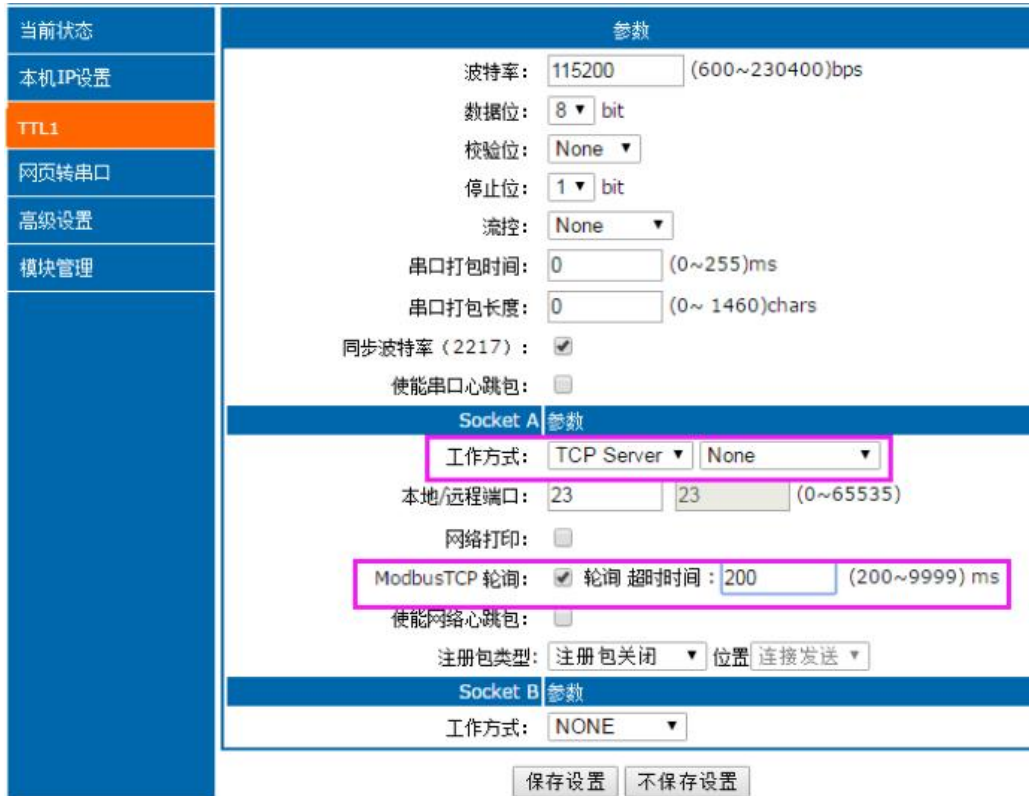 当前状态
本机IP设置
TTL1
网页转串口
高级设置
模块管理
参数
波特率： 115200 (600~230400)bps
数据位： 8 bit
校验位： None
停止位： 1 bit
流控： None
串口打包时间： 0 (0~255)ms
串口打包长度： 0 (0~ 1460)chars
同步波特率（2217）：
使能串口心跳包：
Socket A 参数
工作方式： TCP Server None
本地/远程端口： 23 23 (0~65535)
网络打印：
ModbusTCP 轮询： 轮询 超时时间：200 (200~9999) ms
使能网络心跳包：
注册包类型: 注册包关闭 位置 连接发送
Socket B 参数
工作方式： NONE
保存设置 不保存设置